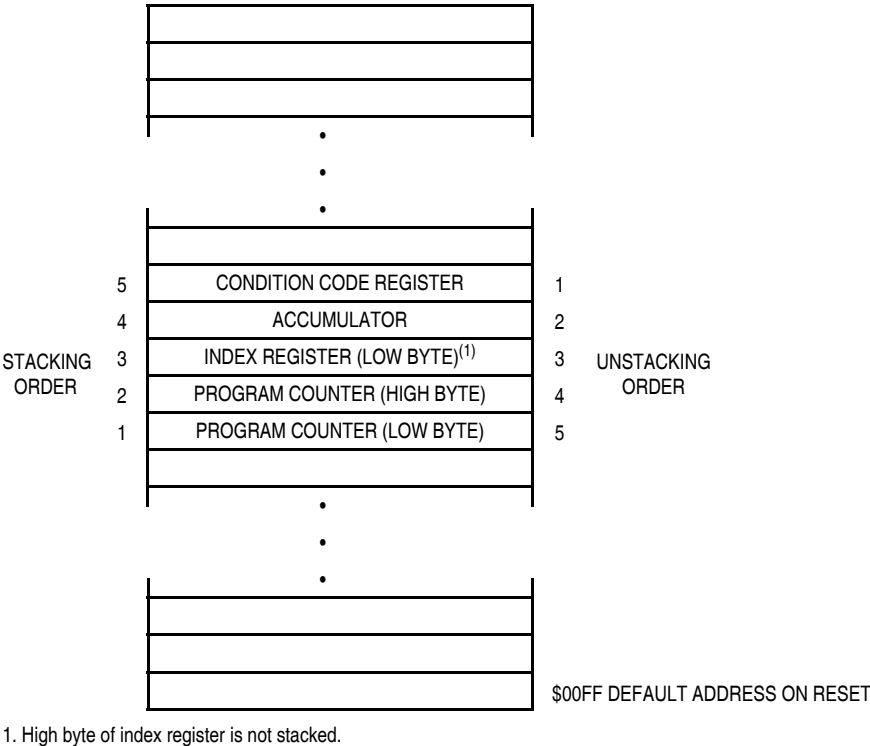 5 CONDITION CODE REGISTER 1
4 ACCUMULATOR 2
STACKING ORDER 3 INDEX REGISTER (LOW BYTE)(1) 3 UNSTACKING ORDER
2 PROGRAM COUNTER (HIGH BYTE) 4
1 PROGRAM COUNTER (LOW BYTE) 5
$00FF DEFAULT ADDRESS ON RESET
1. High byte of index register is not stacked.